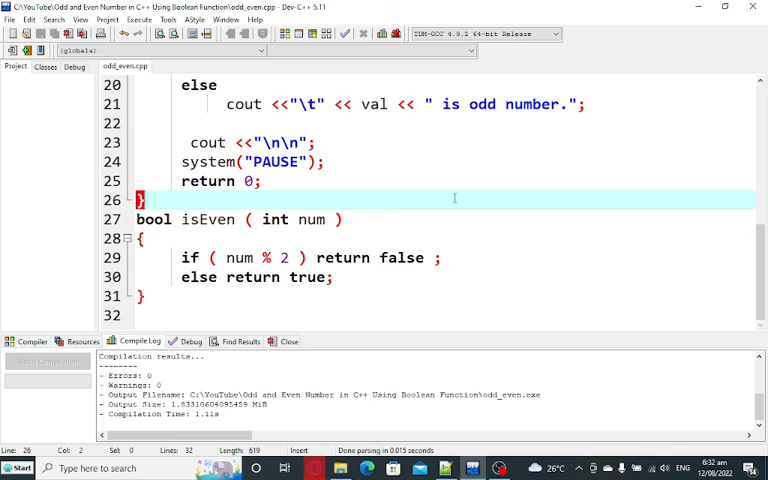 C:\YouTube\Odd and Even Number in C++ Using Boolean Function\odd_even.cpp - Dev-C++ 5.11
File Edit Search View Project Execute Tools AStyle Window Help
TDM-GCC 4.9.2 64-bit Release
(globals)
Project Classes Debug
odd_even.cpp
20 else
21 cout <<"\t" << val << " is odd number.";
22
23 cout <<"\n\n";
24 system("PAUSE");
25 return 0;
26 }
27 bool isEven ( int num )
28 {
29 if ( num % 2 ) return false ;
30 else return true;
31 }
32
Compiler Resources Compile Log Debug Find Results Close
Abort Compilation
Compilation results...
--------
- Errors: 0
- Warnings: 0
- Output Filename: C:\YouTube\Odd and Even Number in C++ Using Boolean Function\odd_even.exe
- Output Size: 1.83310604095459 MiB
- Compilation Time: 1.11s
Line: 26 Col: 2 Sel: 0 Lines: 32 Length: 619 Insert Done parsing in 0.015 seconds
Start
Type here to search
26°C
ENG
6:32 am
12/08/2022
14